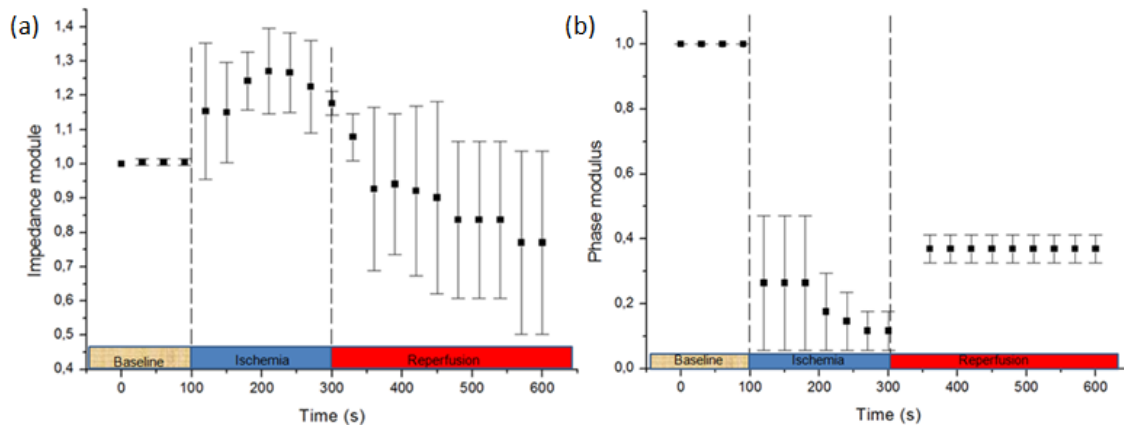 (a)
Impedance module
1,4
1,3
1,2
1,1
1,0
0,9
0,8
0,7
0,6
0,5
0,4
Baseline Ischemia Reperfusion
0 100 200 300 400 500 600
Time (s)
(b)
Phase modulus
1,0
0,8
0,6
0,4
0,2
0,0
Baseline Ischemia Reperfusion
0 100 200 300 400 500 600
Time (s)